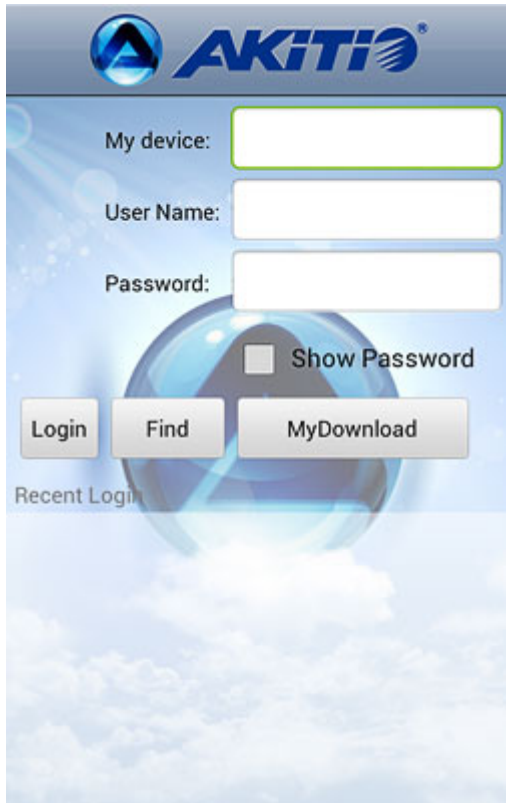 AKiTiO®
My device:
User Name:
Password:
Show Password
Login Find MyDownload
Recent Login